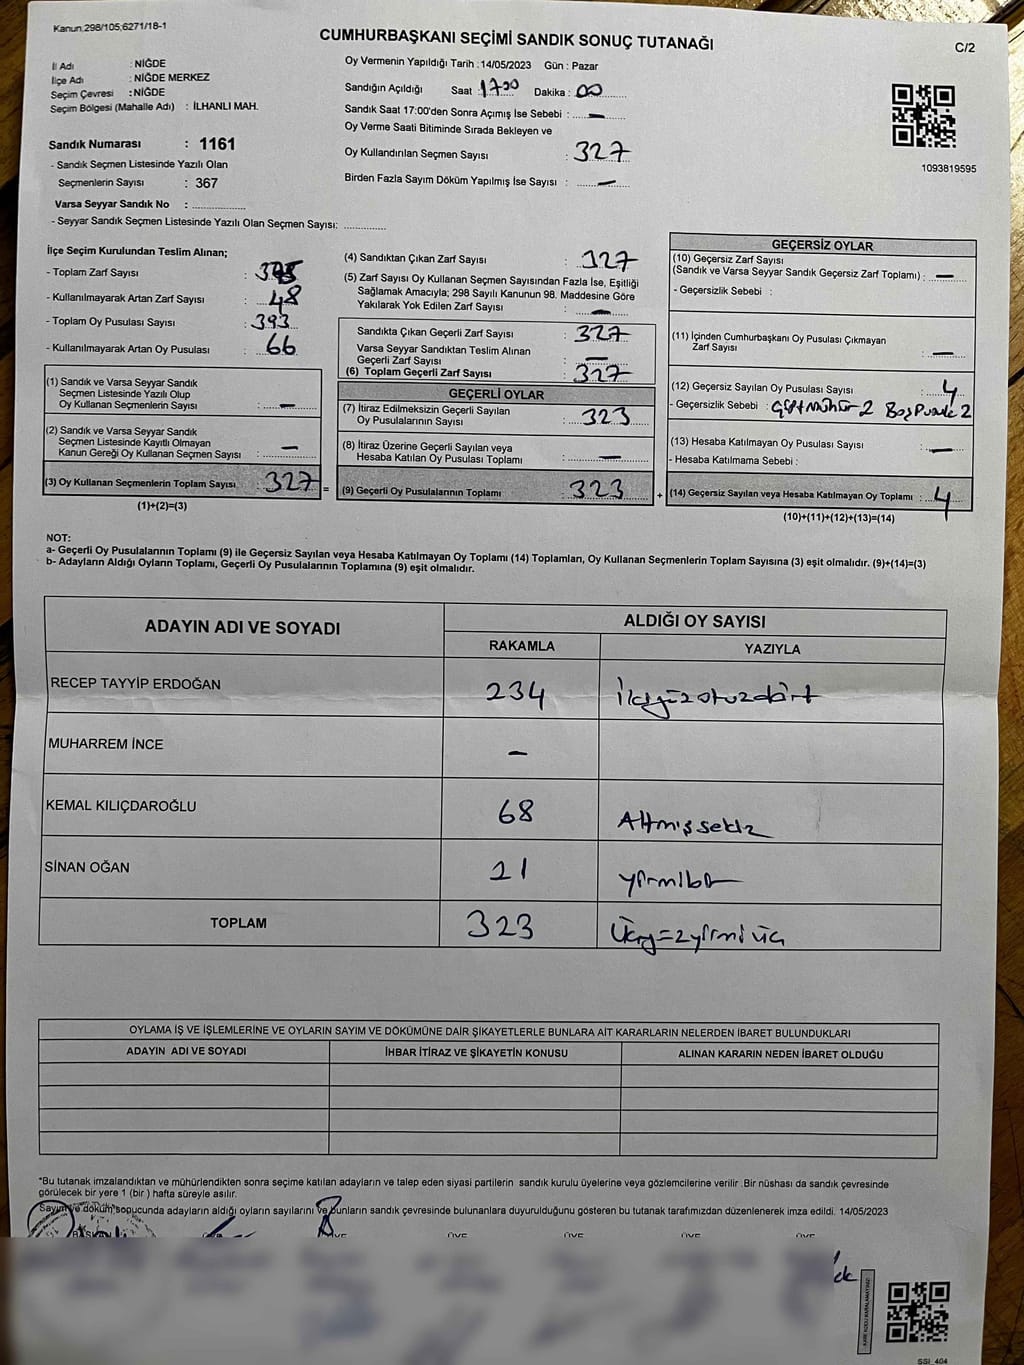 Kanun:298/105;6271/18-1
CUMHURBAŞKANI SEÇİMİ SANDIK SONUÇ TUTANAĞI
C/2
İl Adı : NİĞDE
İlçe Adı : NİĞDE MERKEZ
Seçim Çevresi : NİĞDE
Seçim Bölgesi (Mahalle Adı) : İLHANLI MAH.
Sandık Numarası : 1161
- Sandık Seçmen Listesinde Yazılı Olan
Seçmenlerin Sayısı : 367
Varsa Seyyar Sandık No : ................
- Seyyar Sandık Seçmen Listesinde Yazılı Olan Seçmen Sayısı: ............
Oy Vermenin Yapıldığı Tarih : 14/05/2023 Gün : Pazar
Sandığın Açıldığı Saat : 1700 Dakika : 00
Sandık Saat 17:00'den Sonra Açımış İse Sebebi : —
Oy Verme Saati Bitiminde Sırada Bekleyen ve
Oy Kullandırılan Seçmen Sayısı : 327
Birden Fazla Sayım Döküm Yapılmış İse Sayısı : —
1093819595
İlçe Seçim Kurulundan Teslim Alınan;
- Toplam Zarf Sayısı :
- Kullanılmayarak Artan Zarf Sayısı : 48
- Toplam Oy Pusulası Sayısı : 393
- Kullanılmayarak Artan Oy Pusulası : 66
(1) Sandık ve Varsa Seyyar Sandık
Seçmen Listesinde Yazılı Olup
Oy Kullanan Seçmenlerin Sayısı : —
(2) Sandık ve Varsa Seyyar Sandık
Seçmen Listesinde Kayıtlı Olmayan
Kanun Gereği Oy Kullanan Seçmen Sayısı : —
(3) Oy Kullanan Seçmenlerin Toplam Sayısı : 327 =
(1)+(2)=(3)
(4) Sandıktan Çıkan Zarf Sayısı : 327
(5) Zarf Sayısı Oy Kullanan Seçmen Sayısından Fazla İse, Eşitliği
Sağlamak Amacıyla; 298 Sayılı Kanunun 98. Maddesine Göre
Yakılarak Yok Edilen Zarf Sayısı : —
Sandıkta Çıkan Geçerli Zarf Sayısı : 327
Varsa Seyyar Sandıktan Teslim Alınan
Geçerli Zarf Sayısı : —
(6) Toplam Geçerli Zarf Sayısı : 327
GEÇERLİ OYLAR
(7) İtiraz Edilmeksizin Geçerli Sayılan
Oy Pusulalarının Sayısı : 323
(8) İtiraz Üzerine Geçerli Sayılan veya
Hesaba Katılan Oy Pusulası Toplamı : —
(9) Geçerli Oy Pusulalarının Toplamı : 323 +
GEÇERSİZ OYLAR
(10) Geçersiz Zarf Sayısı
(Sandık ve Varsa Seyyar Sandık Geçersiz Zarf Toplamı) : —
- Geçersizlik Sebebi :
(11) İçinden Cumhurbaşkanı Oy Pusulası Çıkmayan
Zarf Sayısı : —
(12) Geçersiz Sayılan Oy Pusulası Sayısı : 4
- Geçersizlik Sebebi : Çift mühür 2 Boş Pusula 2
(13) Hesaba Katılmayan Oy Pusulası Sayısı : —
- Hesaba Katılmama Sebebi :
(14) Geçersiz Sayılan veya Hesaba Katılmayan Oy Toplamı : 4
(10)+(11)+(12)+(13)=(14)
NOT:
a- Geçerli Oy Pusulalarının Toplamı (9) ile Geçersiz Sayılan veya Hesaba Katılmayan Oy Toplamı (14) Toplamları, Oy Kullanan Seçmenlerin Toplam Sayısına (3) eşit olmalıdır. (9)+(14)=(3)
b- Adayların Aldığı Oyların Toplamı, Geçerli Oy Pusulalarının Toplamına (9) eşit olmalıdır.
ADAYIN ADI VE SOYADI ALDIĞI OY SAYISI
RAKAMLA YAZIYLA
RECEP TAYYİP ERDOĞAN 234 İkiyüzotuzdört
MUHARREM İNCE —
KEMAL KILIÇDAROĞLU 68 Altmışsekiz
SİNAN OĞAN 21 yirmibir
TOPLAM 323 Üçyüzyirmi üç
OYLAMA İŞ VE İŞLEMLERİNE VE OYLARIN SAYIM VE DÖKÜMÜNE DAİR ŞİKAYETLERLE BUNLARA AİT KARARLARIN NELERDEN İBARET BULUNDUKLARI
ADAYIN ADI VE SOYADI İHBAR İTİRAZ VE ŞİKAYETİN KONUSU ALINAN KARARIN NEDEN İBARET OLDUĞU
*Bu tutanak imzalandıktan ve mühürlendikten sonra seçime katılan adayların ve talep eden siyasi partilerin sandık kurulu üyelerine veya gözlemcilerine verilir .Bir nüshası da sandık çevresinde
görülecek bir yere 1 (bir ) hafta süreyle asılır.
Sayım ve döküm sonucunda adayların aldığı oyların sayılarını ve bunların sandık çevresinde bulunanlara duyurulduğunu gösteren bu tutanak tarafımızdan düzenlenerek imza edildi. 14/05/2023
BAŞKAN ÜYE ÜYE ÜYE ÜYE ÜYE
KARE KODU KARALAMAYINIZ!
SSI_404